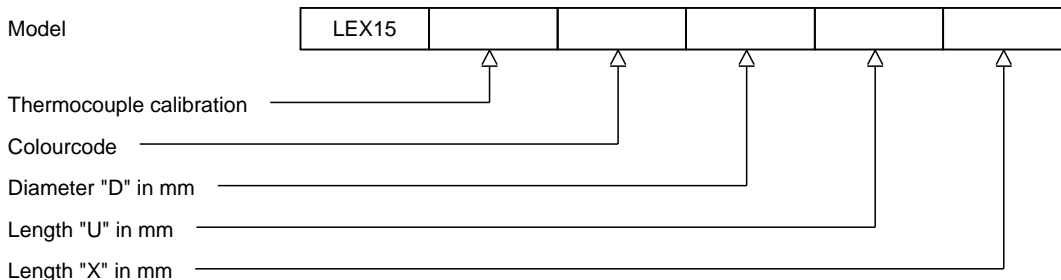 Model LEX15
Thermocouple calibration
Colourcode
Diameter "D" in mm
Length "U" in mm
Length "X" in mm